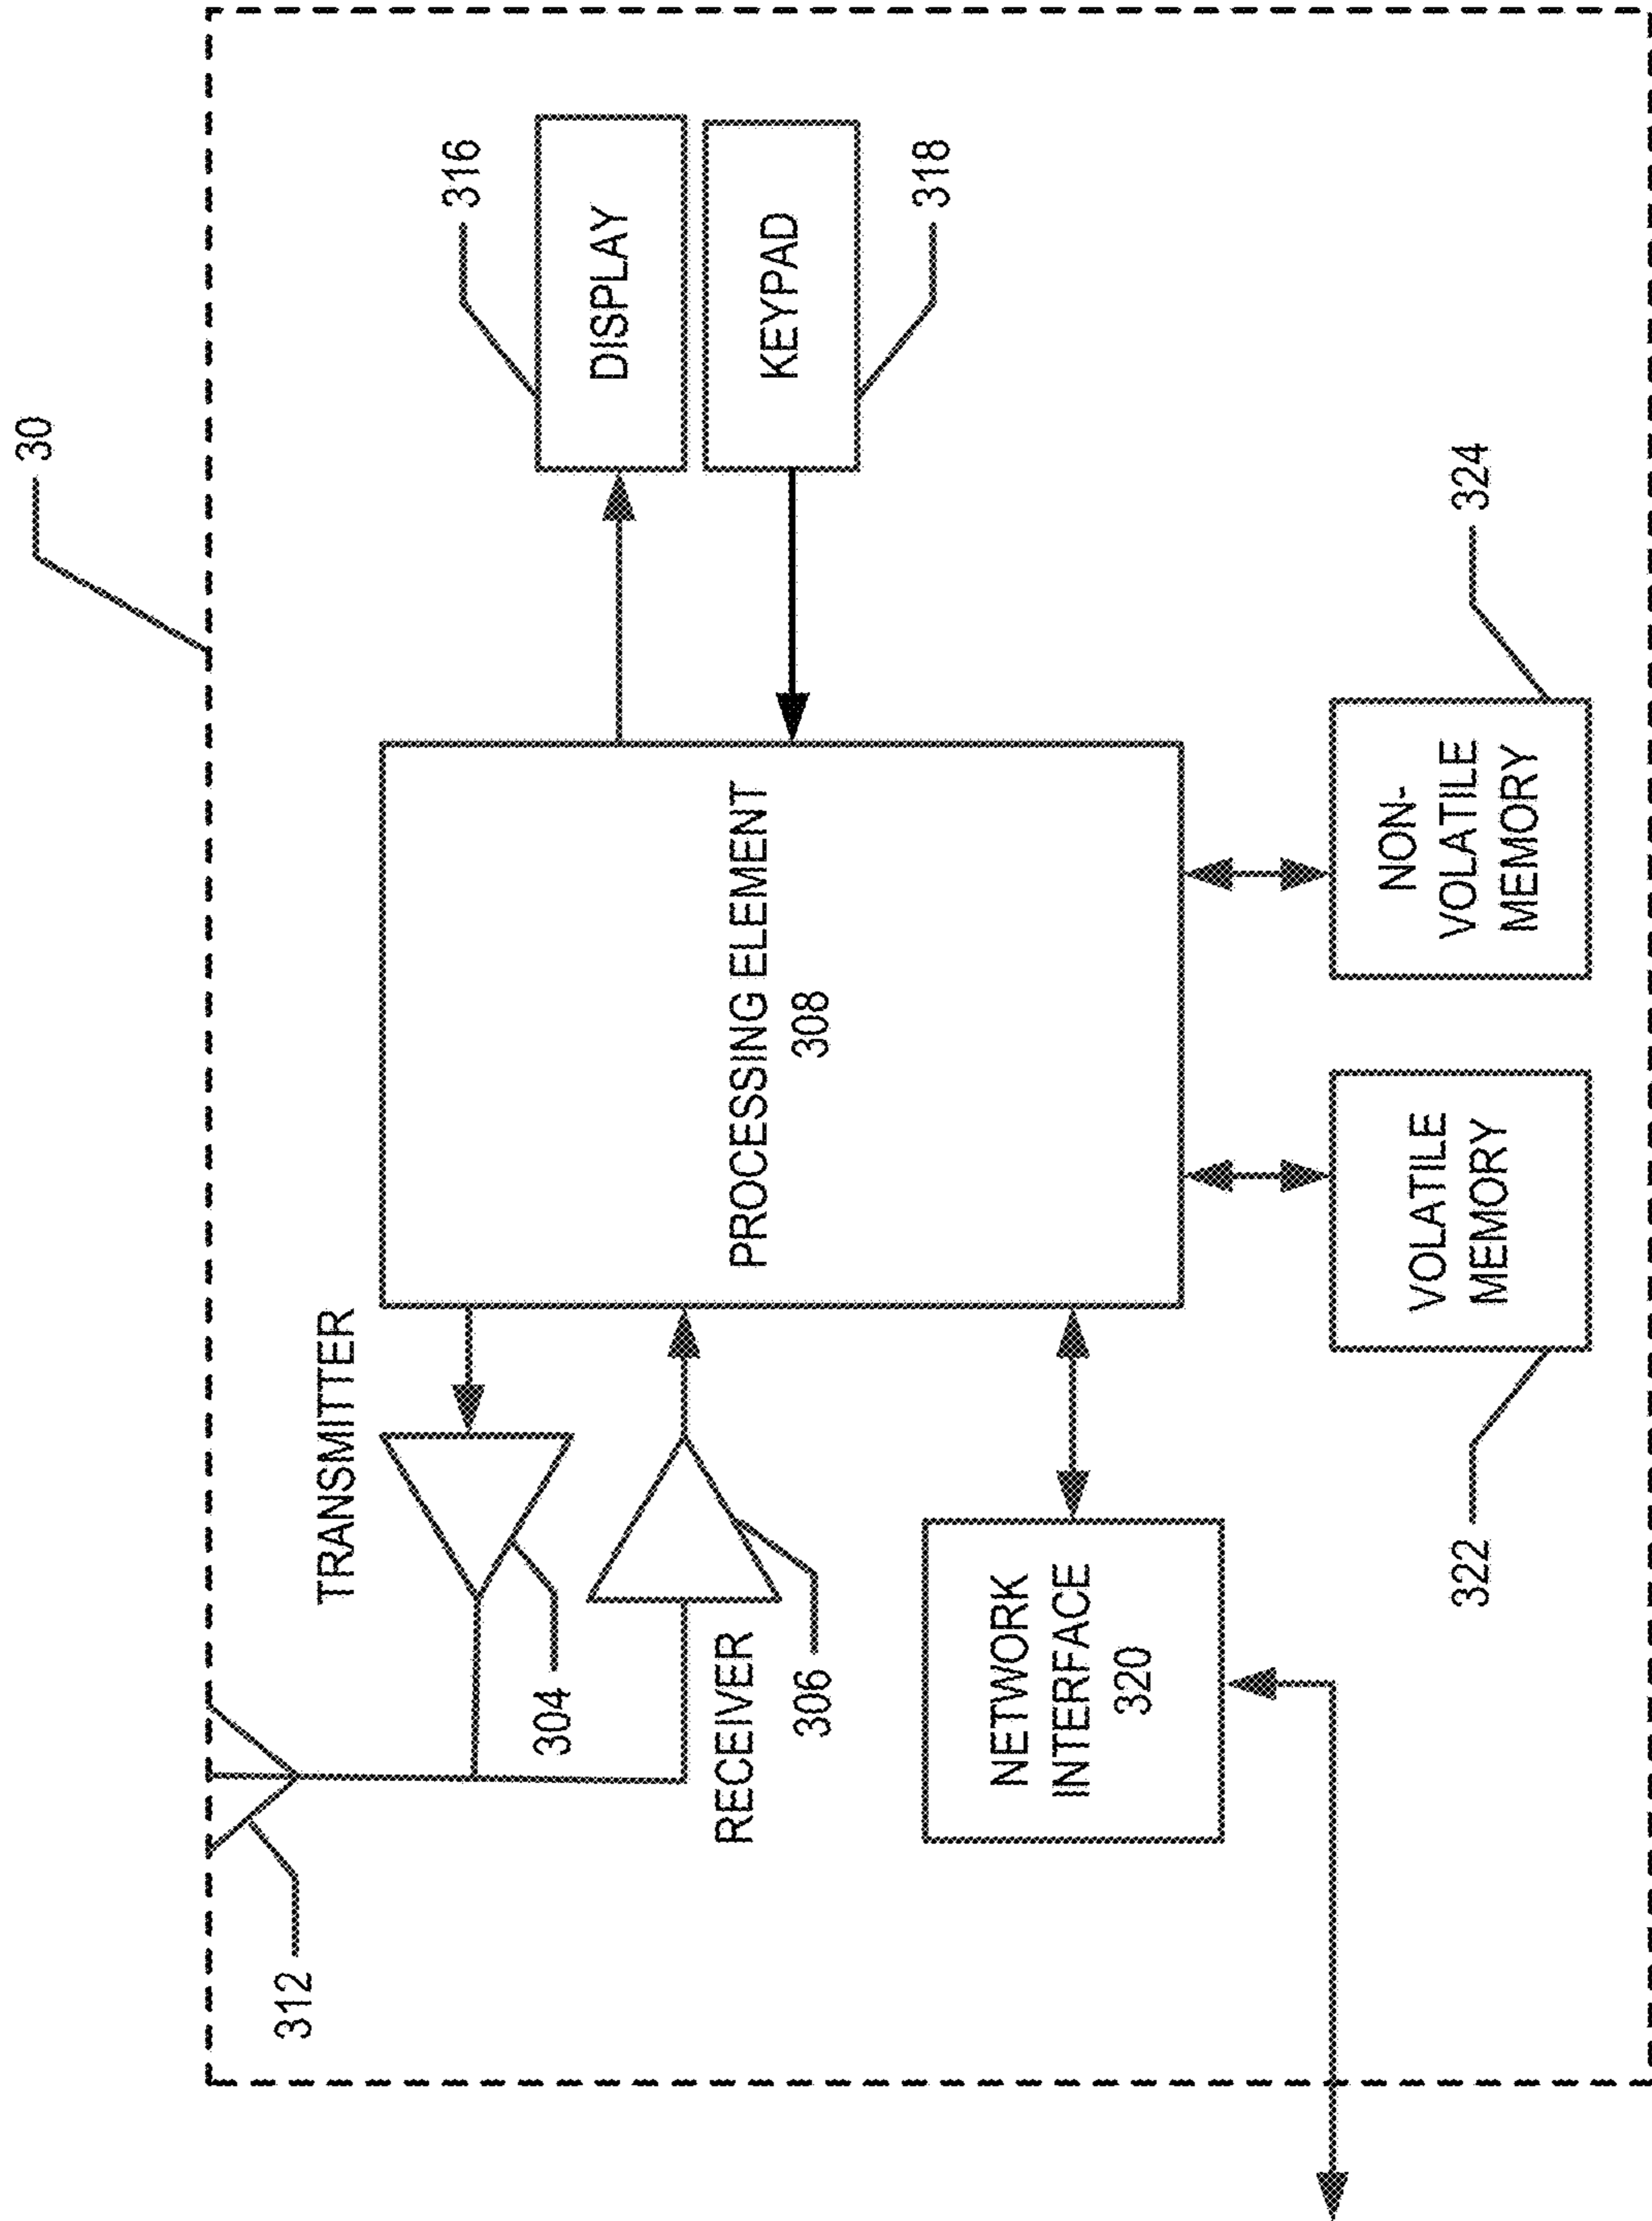 30
312
TRANSMITTER
304
RECEIVER
306
PROCESSING ELEMENT
308
316
DISPLAY
KEYPAD
318
NETWORK
INTERFACE
320
322
VOLATILE
MEMORY
NON-
VOLATILE
MEMORY
324